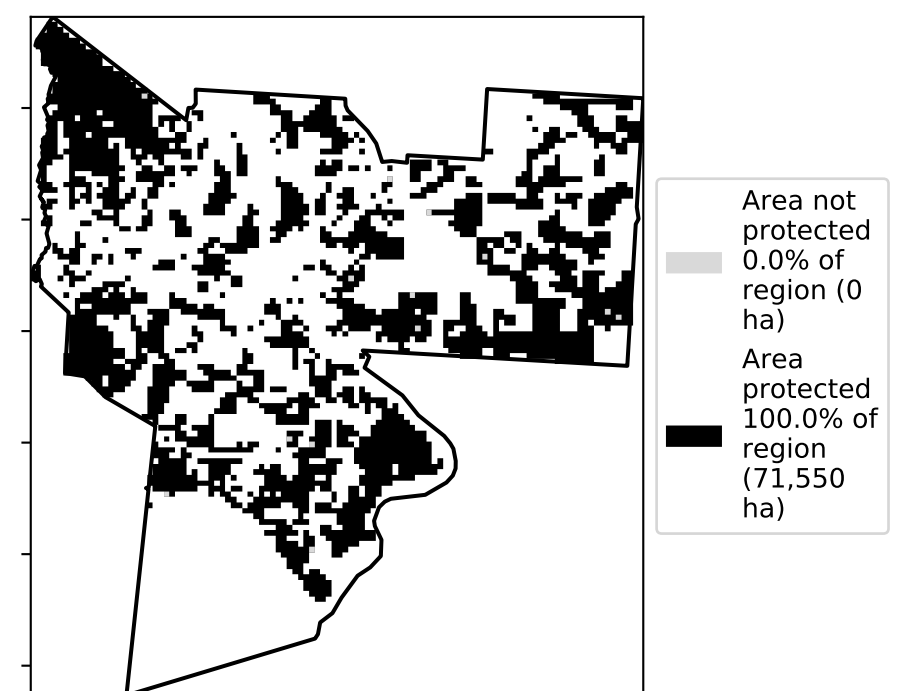 Area not
protected
0.0% of
region (0
ha)
Area
protected
100.0% of
region
(71,550
ha)